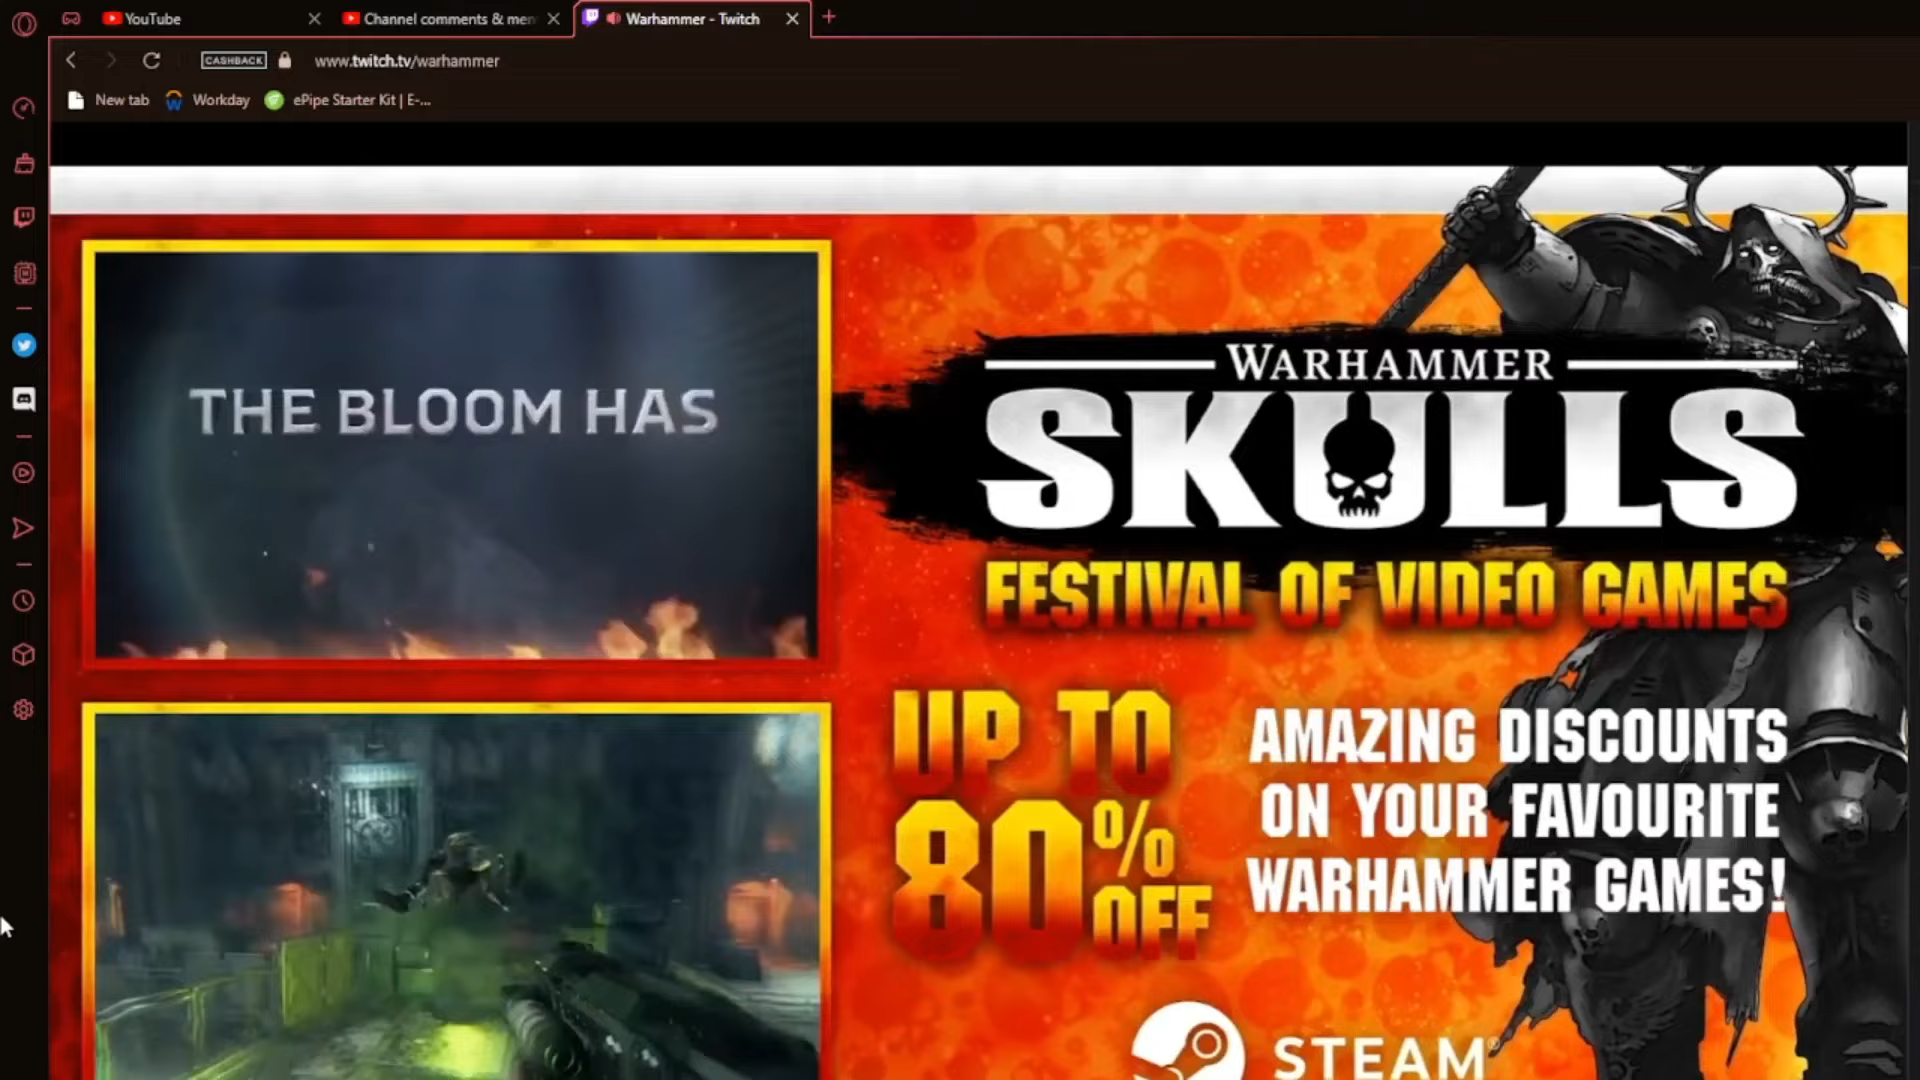 YouTube
Channel comments & men
Warhammer - Twitch
CASHBACK
www.twitch.tv/warhammer
New tab
Workday
ePipe Starter Kit | E-...
THE BLOOM HAS
WARHAMMER
SKULLS
FESTIVAL OF VIDEO GAMES
UP TO
80%
OFF
AMAZING DISCOUNTS
ON YOUR FAVOURITE
WARHAMMER GAMES!
STEAM®